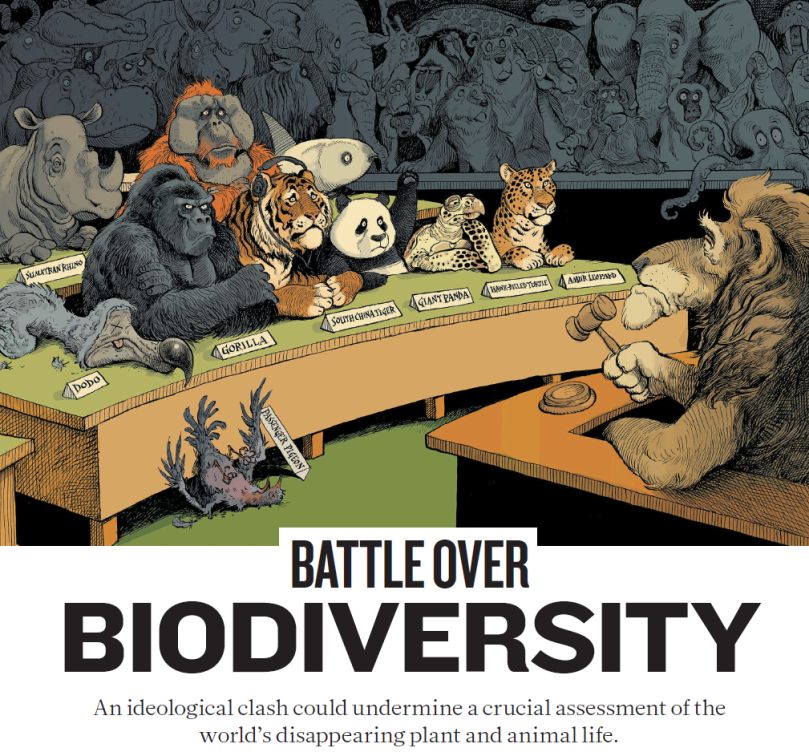 SUMATRAN RHINO
DODO
GORILLA
SOUTH CHINA TIGER
GIANT PANDA
HAWK-BILLED TURTLE
AMUR LEOPARD
PASSENGER PIGEON
BATTLE OVER
BIODIVERSITY
An ideological clash could undermine a crucial assessment of the
world’s disappearing plant and animal life.